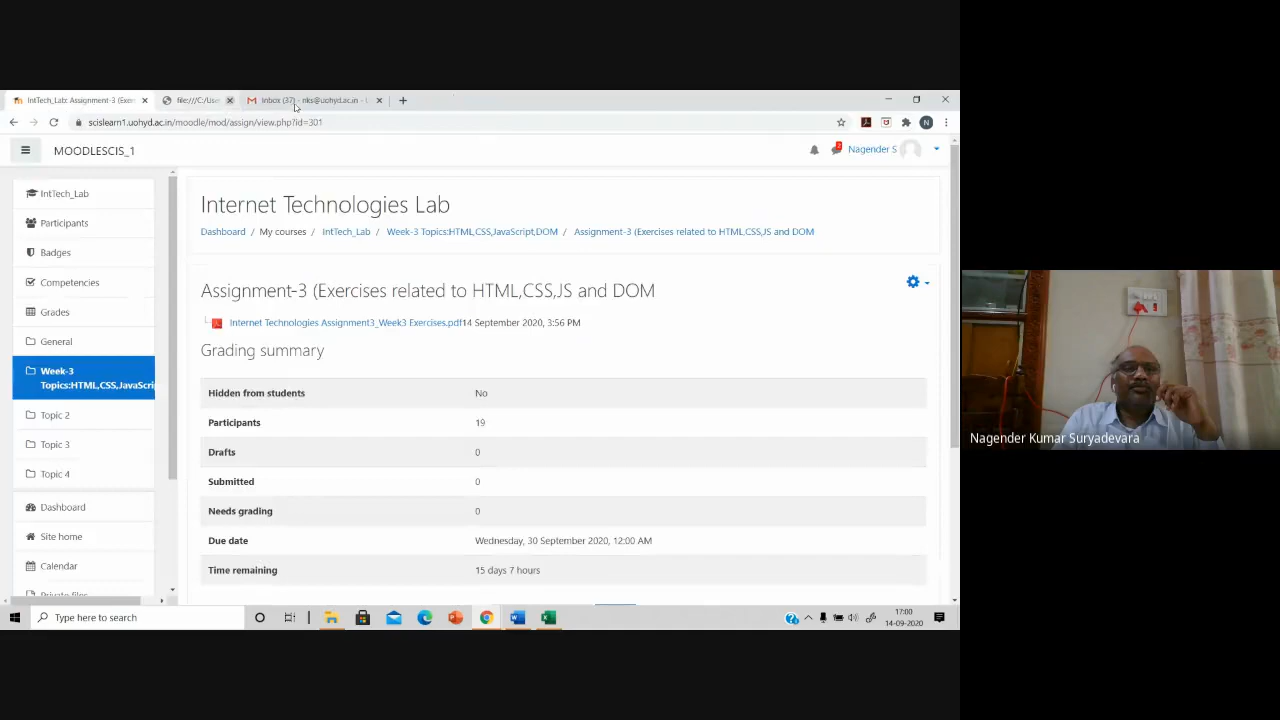 IntTech_Lab: Assignment-3 (Exer
file:///C:/Use
Inbox (37) - nks@uohyd.ac.in -
scislearn1.uohyd.ac.in/moodle/mod/assign/view.php?id=301
N
MOODLESCIS_1
Nagender S
IntTech_Lab
Participants
Badges
Competencies
Grades
General
Week-3
Topics:HTML,CSS,JavaScrip
Topic 2
Topic 3
Topic 4
Dashboard
Site home
Calendar
Private files
Internet Technologies Lab
Dashboard / My courses / IntTech_Lab / Week-3 Topics:HTML,CSS,JavaScript,DOM / Assignment-3 (Exercises related to HTML,CSS,JS and DOM
Assignment-3 (Exercises related to HTML,CSS,JS and DOM
Internet Technologies Assignment3_Week3 Exercises.pdf14 September 2020, 3:56 PM
Grading summary
Hidden from students No
Participants 19
Drafts 0
Submitted 0
Needs grading 0
Due date Wednesday, 30 September 2020, 12:00 AM
Time remaining 15 days 7 hours
Type here to search
17:00
14-09-2020
Nagender Kumar Suryadevara